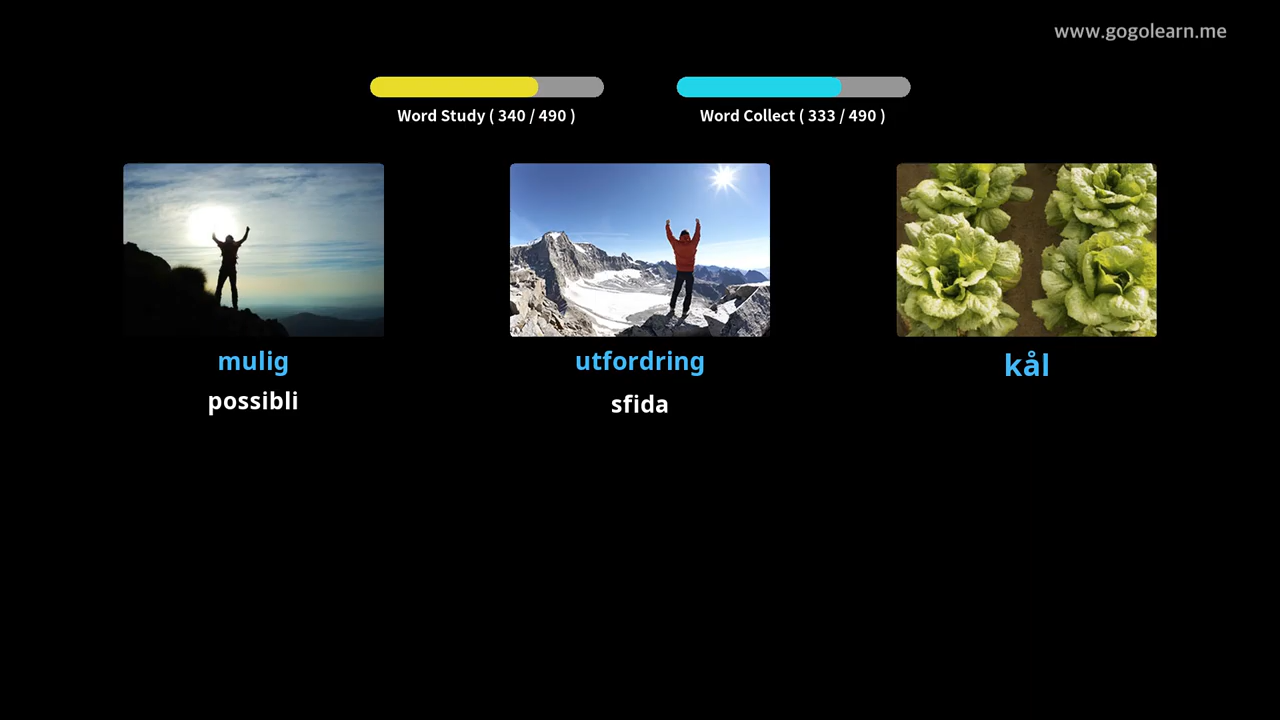 www.gogolearn.me
Word Study ( 340 / 490 )
Word Collect ( 333 / 490 )
mulig
possibli
utfordring
sfida
kål